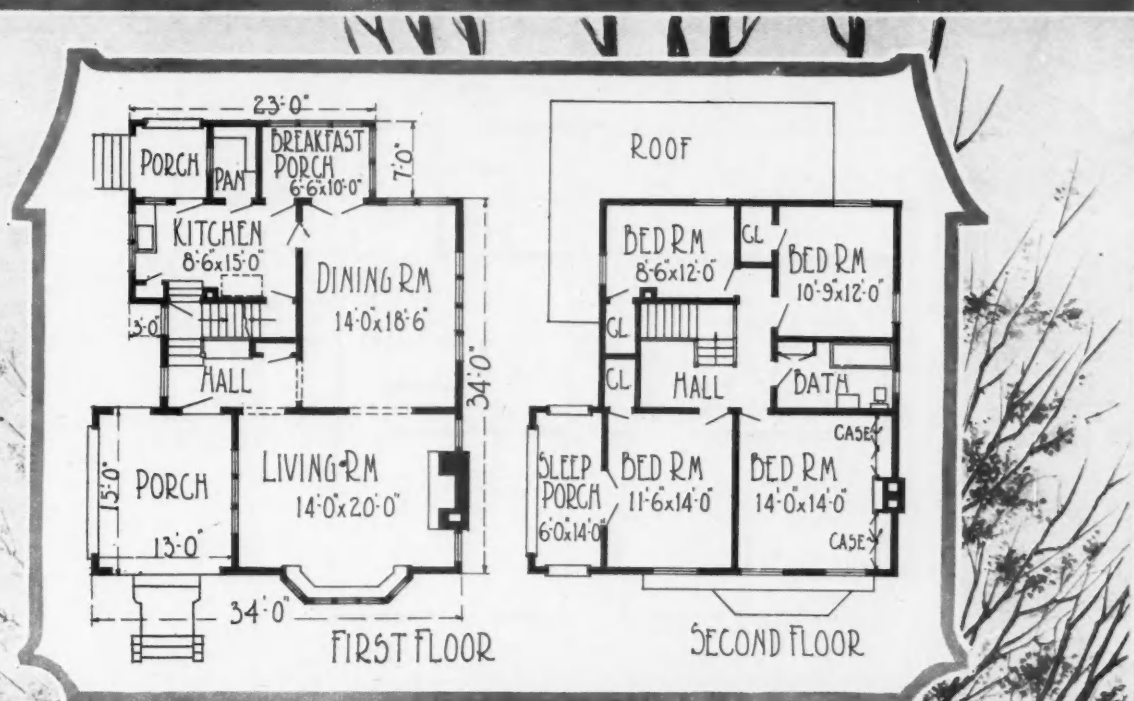 23'-0"
PORCH
PAN
BREAKFAST
PORCH
6'-6"x10'-0"
7'-0"
KITCHEN
8'-6"x15'-0"
DINING RM
14'-0"x18'-6"
3'-0"
HALL
34'-0"
15'-0"
PORCH
13'-0"
LIVING RM
14'-0"x20'-0"
34'-0"
FIRST FLOOR
ROOF
BED RM
8'-6"x12'-0"
CL
BED RM
10'-9"x12'-0"
CL
CL
HALL
BATH
CASE
SLEEP
PORCH
6'-0"x14'-0"
BED RM
11'-6"x14'-0"
BED RM
14'-0"x14'-0"
CASE
SECOND FLOOR